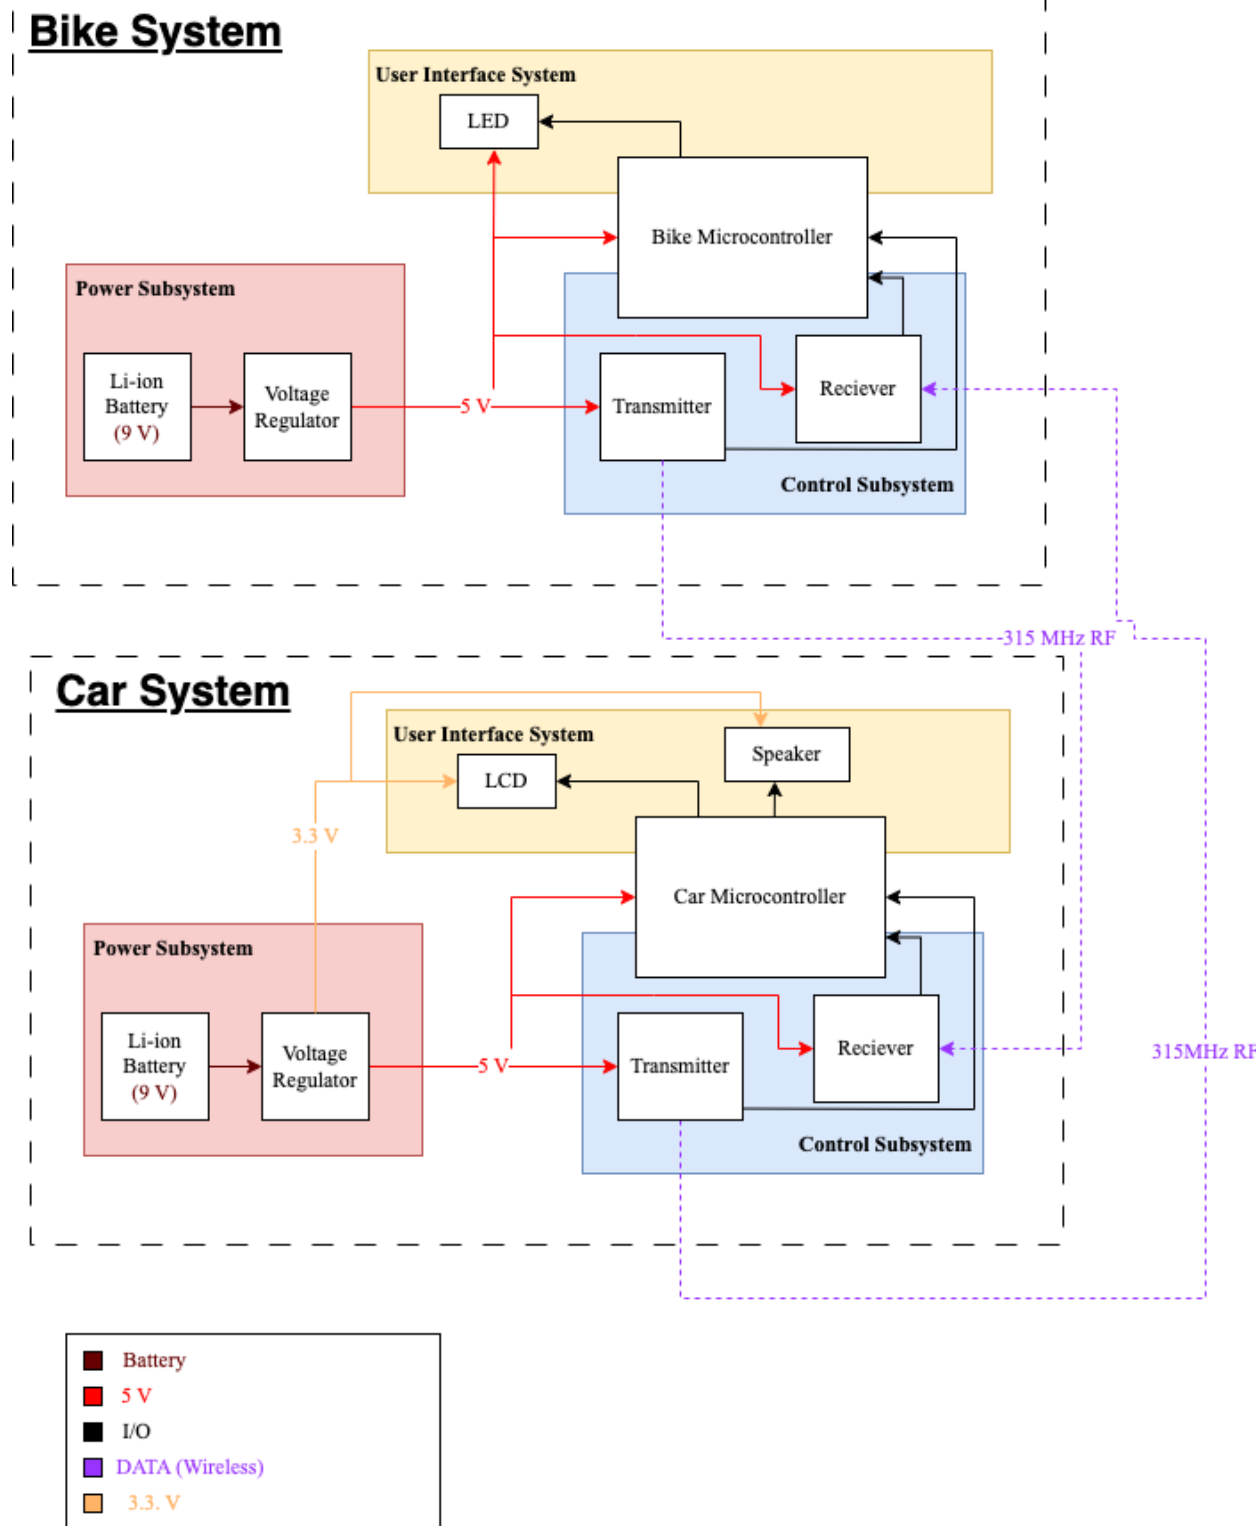 Bike System
User Interface System
LED
Bike Microcontroller
Power Subsystem
Li-ion
Battery
(9 V)
Voltage
Regulator
5 V
Transmitter
Reciever
Control Subsystem
315 MHz RF
Car System
User Interface System
Speaker
LCD
3.3 V
Car Microcontroller
Power Subsystem
Li-ion
Battery
(9 V)
Voltage
Regulator
5 V
Transmitter
Reciever
315MHz RF
Control Subsystem
Battery
5 V
I/O
DATA (Wireless)
3.3. V